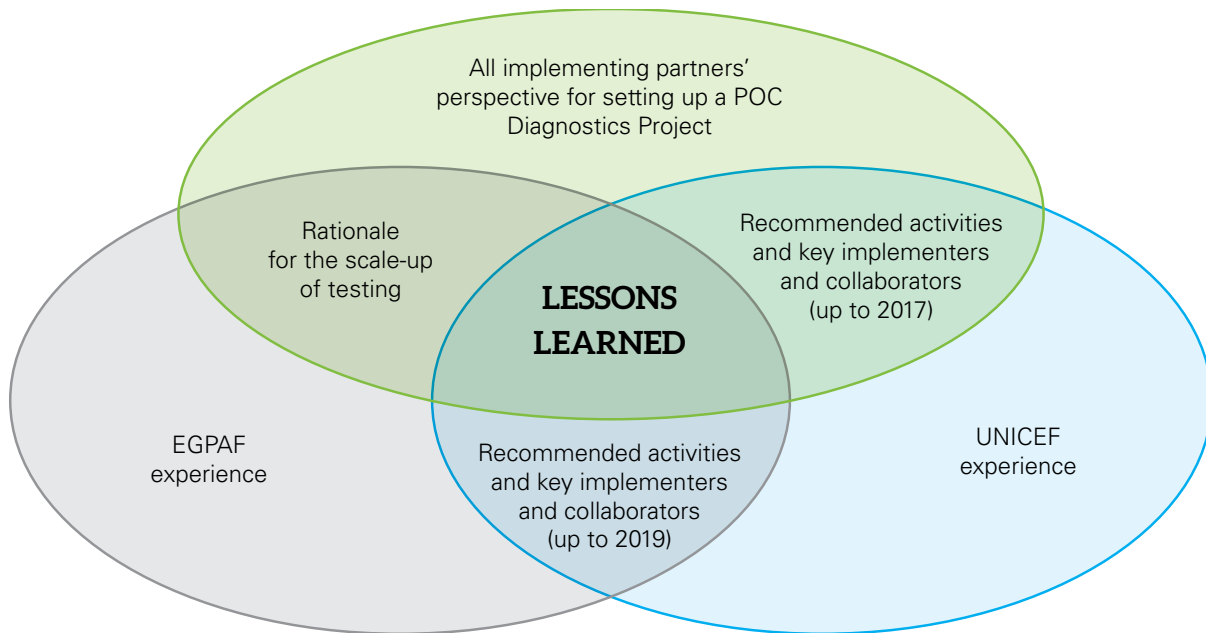 All implementing partners’
perspective for setting up a POC
Diagnostics Project
Rationale
for the scale-up
of testing
Recommended activities
and key implementers
and collaborators
(up to 2017)
LESSONS
LEARNED
EGPAF
experience
Recommended activities
and key implementers
and collaborators
(up to 2019)
UNICEF
experience